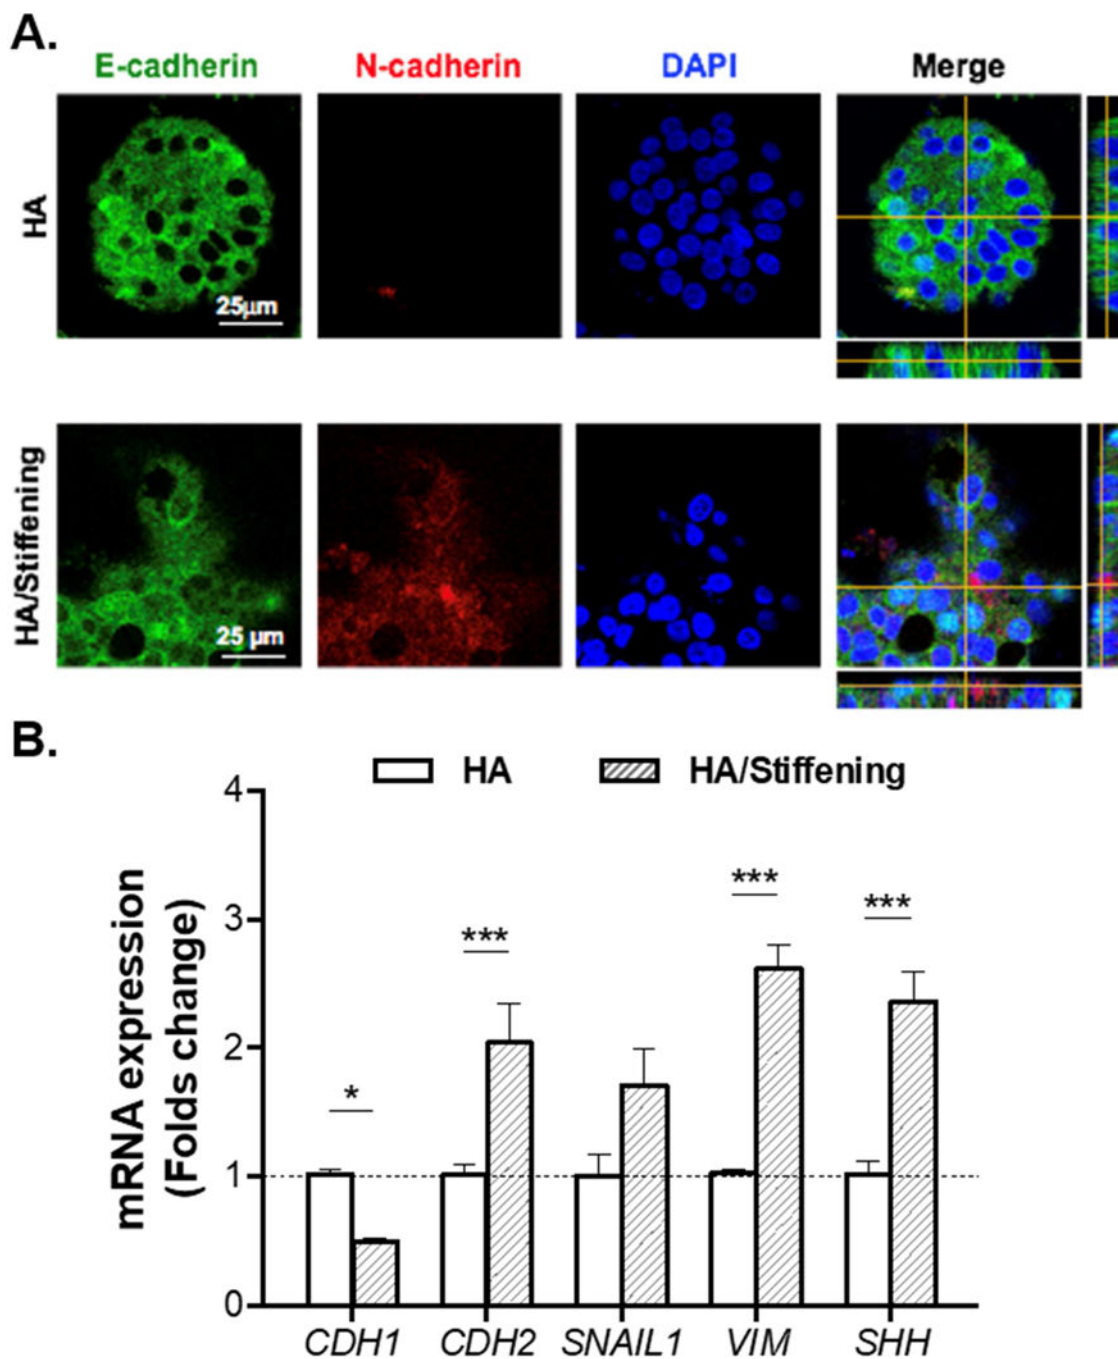 A.
E-cadherin N-cadherin DAPI Merge
HA
25μm
HA/Stiffening
25 μm
B.
HA HA/Stiffening
mRNA expression
(Folds change)
4
3
2
1
0
* *** *** ***
CDH1 CDH2 SNAIL1 VIM SHH